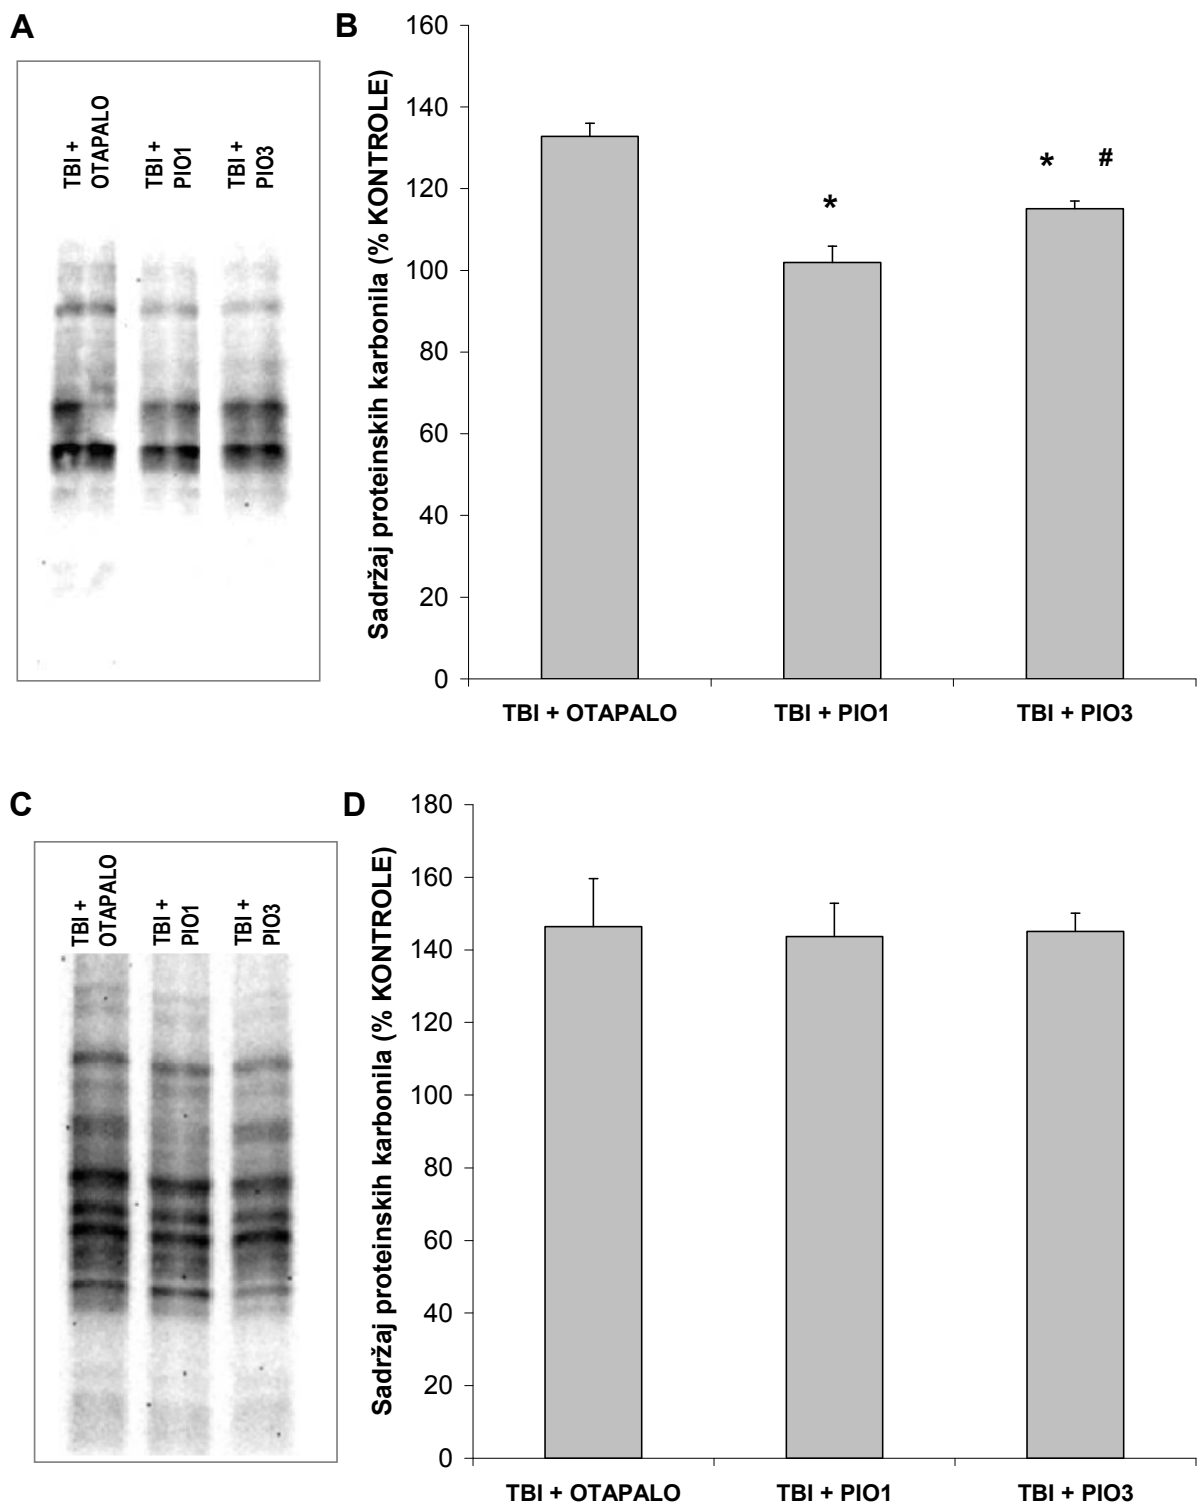 A
TBI +
OTAPALO
TBI +
PIO1
TBI +
PIO3
B
Sadržaj proteinskih karbonila (% KONTROLE)
160
140
120
100
80
60
40
20
0
*
* #
TBI + OTAPALO TBI + PIO1 TBI + PIO3
C
TBI +
OTAPALO
TBI +
PIO1
TBI +
PIO3
D
Sadržaj proteinskih karbonila (% KONTROLE)
180
160
140
120
100
80
60
40
20
0
TBI + OTAPALO TBI + PIO1 TBI + PIO3